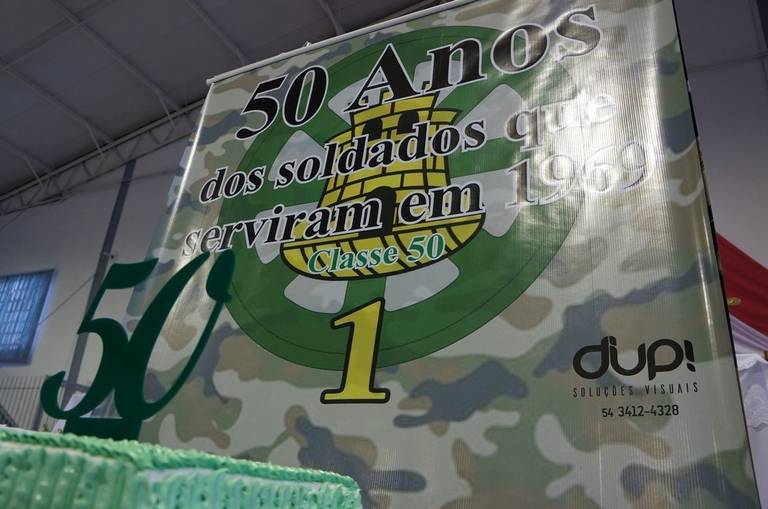 50 Anos
dos soldados que
serviram em 1969
Classe 50
1
50
dup!
SOLUÇÕES VISUAIS
54 3412-4328